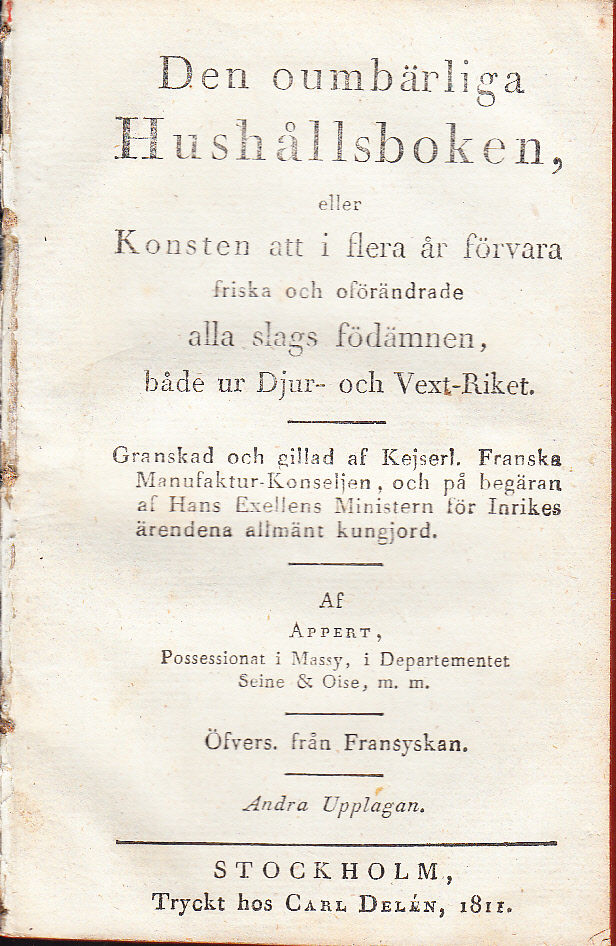 Den oumbärliga
Hushållsboken,
eller
Konsten att i flera år förvara
friska och oförändrade
alla slags födämnen,
både ur Djur- och Vext-Riket.
Granskad och gillad af Kejserl. Franska
Manufaktur-Konseljen, och på begäran
af Hans Exellens Ministern för Inrikes
ärendena allmänt kungjord.
Af
APPERT,
Possessionat i Massy, i Departementet
Seine & Oise, m. m.
Öfvers. från Fransyskan.
Andra Upplagan.
STOCKHOLM,
Tryckt hos CARL DELÉN, 1811.